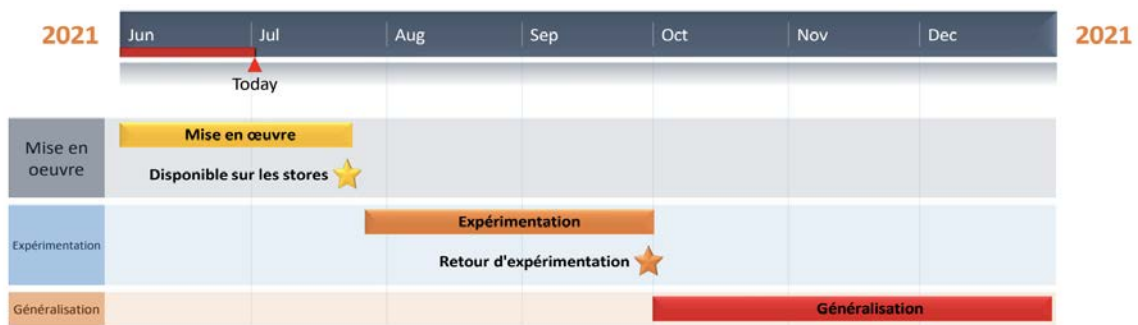 2021 Jun Jul Aug Sep Oct Nov Dec 2021
Today
Mise en
oeuvre
Mise en œuvre
Disponible sur les stores
Expérimentation
Expérimentation
Retour d'expérimentation
Généralisation
Généralisation